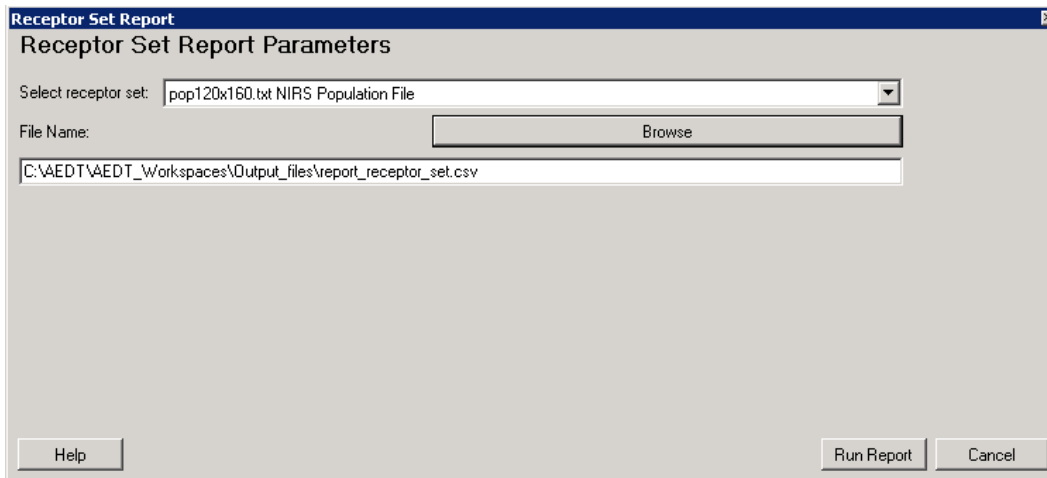 Receptor Set Report
Receptor Set Report Parameters
Select receptor set: pop120x160.txt NIRS Population File
File Name: Browse
C:\AEDT\AEDT_Workspaces\Output_files\report_receptor_set.csv
Help Run Report Cancel